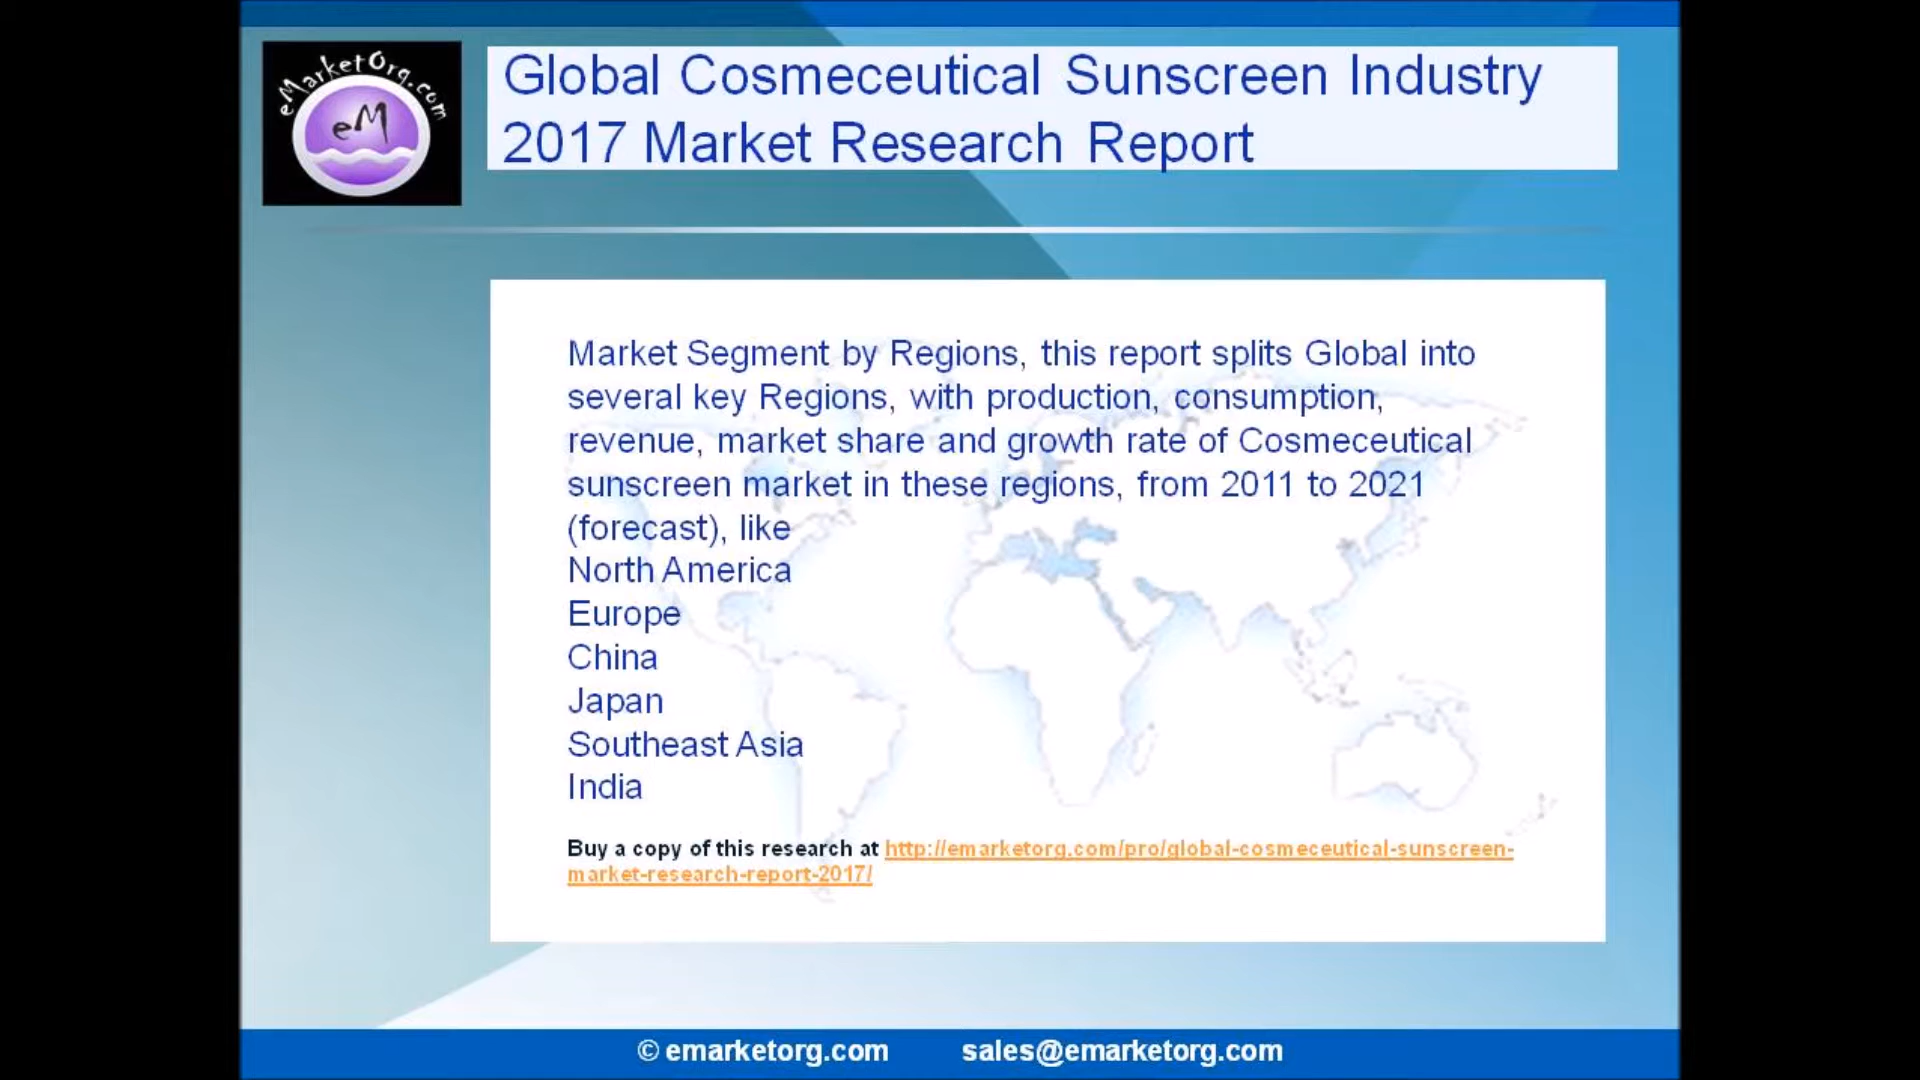 eMarketOrg.com
eM
Global Cosmeceutical Sunscreen Industry
2017 Market Research Report
Market Segment by Regions, this report splits Global into
several key Regions, with production, consumption,
revenue, market share and growth rate of Cosmeceutical
sunscreen market in these regions, from 2011 to 2021
(forecast), like
North America
Europe
China
Japan
Southeast Asia
India
Buy a copy of this research at http://emarketorg.com/pro/global-cosmeceutical-sunscreen-
market-research-report-2017/
© emarketorg.com sales@emarketorg.com